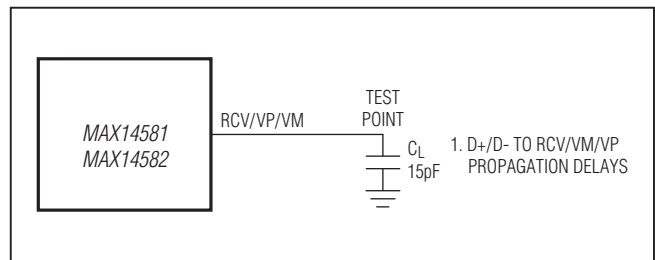 MAX14581
MAX14582
RCV/VP/VM
TEST
POINT
CL
15pF
1. D+/D- TO RCV/VM/VP
PROPAGATION DELAYS